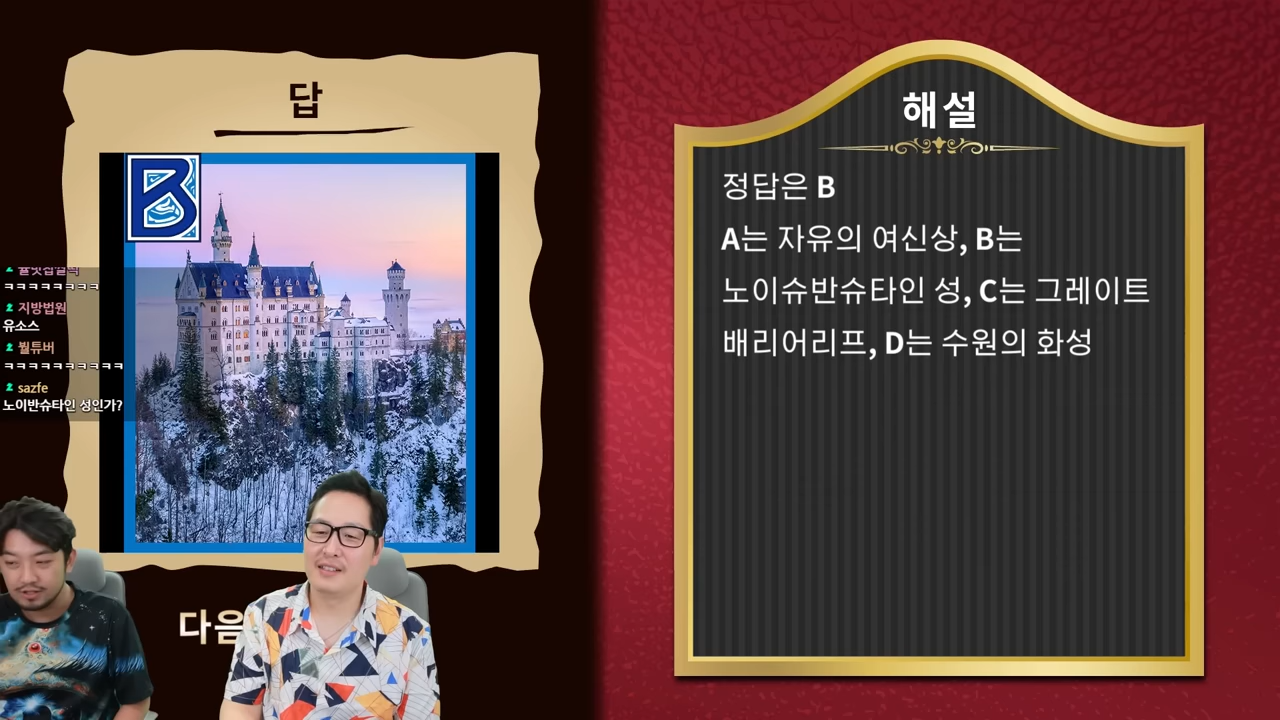 답
B
지방법원
유소스
뷀튜버
ㅋㅋㅋㅋㅋㅋㅋㅋㅋ
sazfe
노이반슈타인 성인가?
다음
해설
정답은 B
A는 자유의 여신상, B는
노이슈반슈타인 성, C는 그레이트
배리어리프, D는 수원의 화성